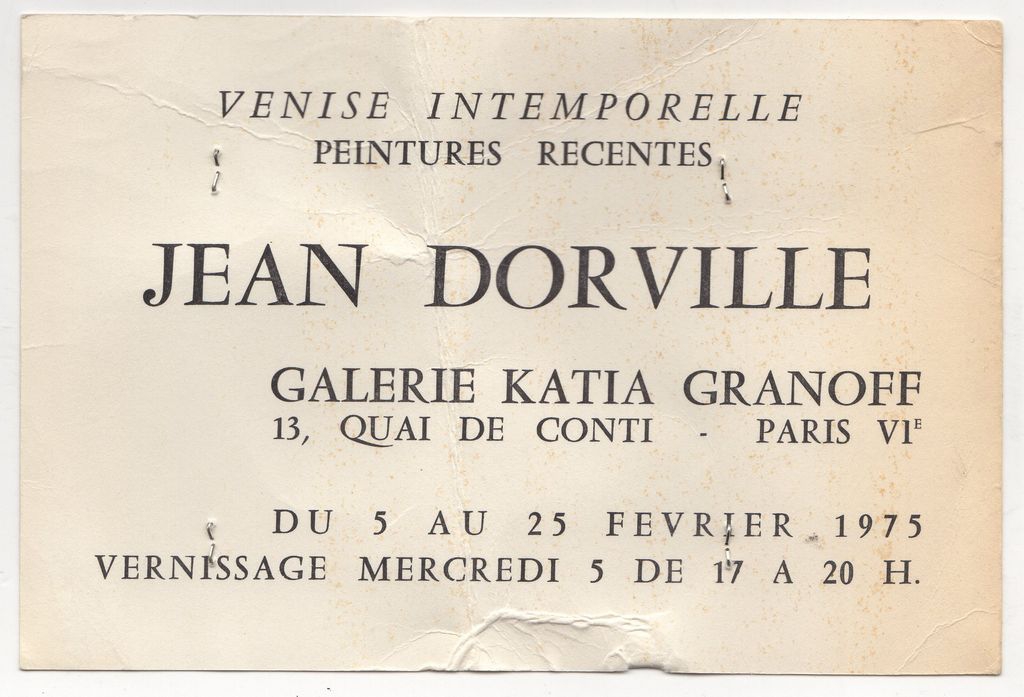 VENISE INTEMPORELLE
PEINTURES RECENTES
JEAN DORVILLE
GALERIE KATIA GRANOFF
13, QUAI DE CONTI - PARIS VIᴱ
DU 5 AU 25 FEVRIER 1975
VERNISSAGE MERCREDI 5 DE 17 A 20 H.